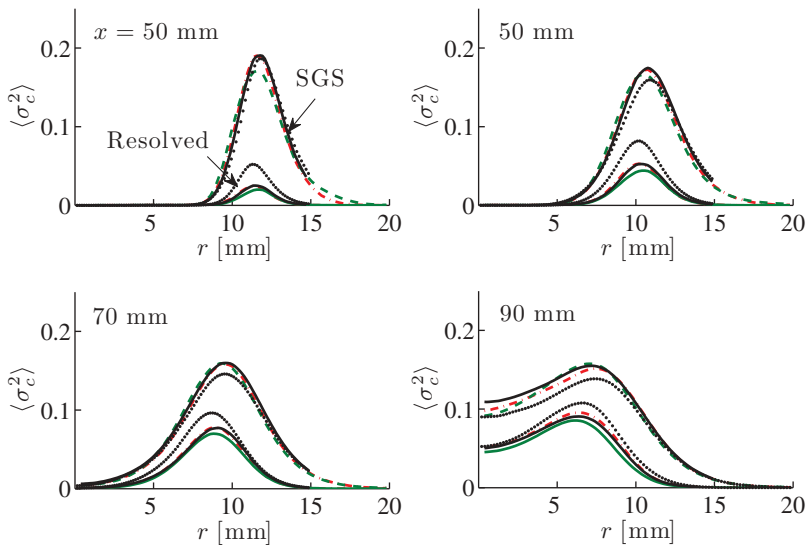 x = 50 mm
50 mm
SGS
Resolved
0.2
0.1
0
⟨σ_c^2⟩
5 10 15 20
r [mm]
0.2
0.1
0
⟨σ_c^2⟩
5 10 15 20
r [mm]
70 mm
90 mm
0.2
0.1
0
⟨σ_c^2⟩
5 10 15 20
r [mm]
0.2
0.1
0
⟨σ_c^2⟩
5 10 15 20
r [mm]